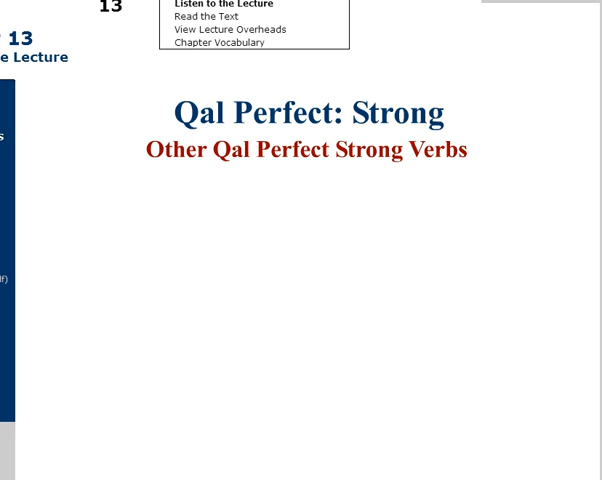 13
Listen to the Lecture
Read the Text
View Lecture Overheads
Chapter Vocabulary
13
Lecture
Qal Perfect: Strong
Other Qal Perfect Strong Verbs